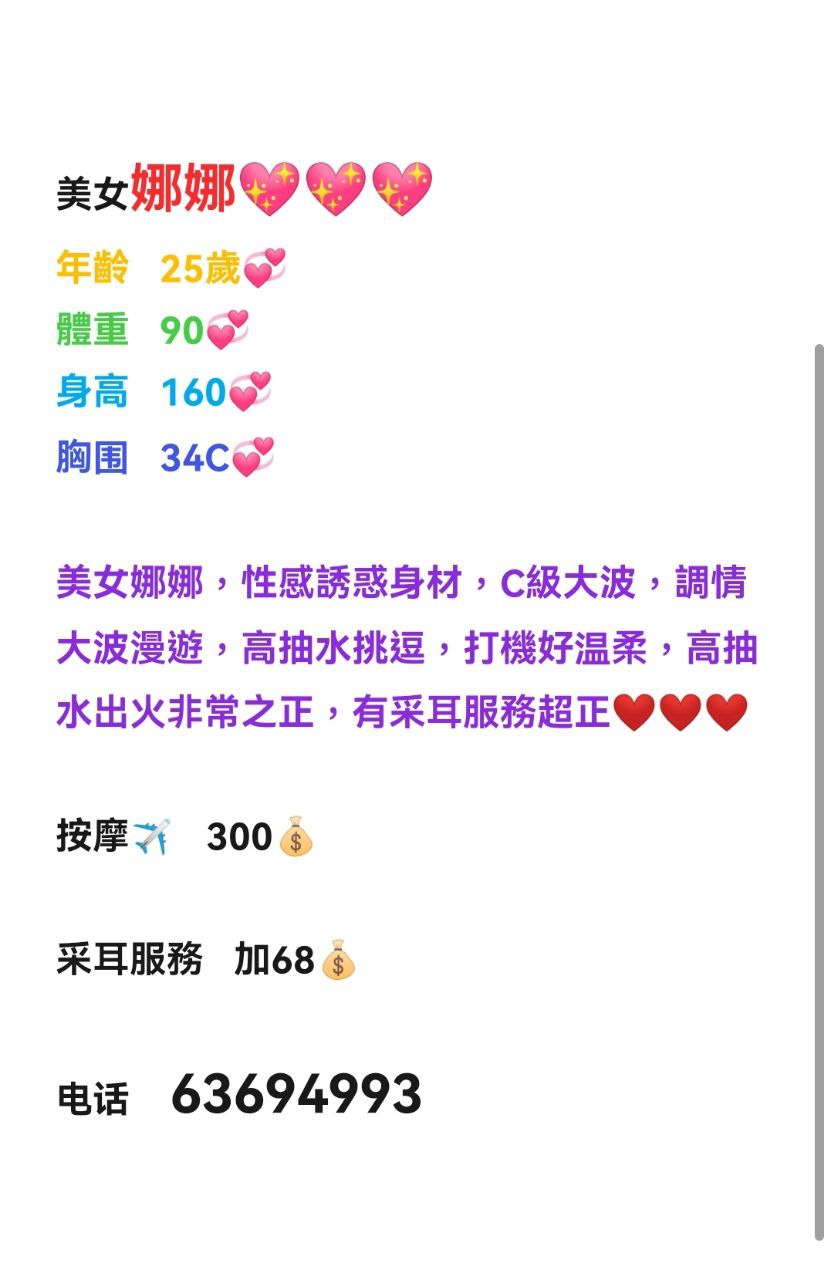 美女娜娜💖💖💖
年齡 25歲💞
體重 90💞
身高 160💞
胸围 34C💞
美女娜娜，性感誘惑身材，C級大波，調情
大波漫遊，高抽水挑逗，打機好温柔，高抽
水出火非常之正，有采耳服務超正❤️❤️❤️
按摩✈️ 300💰
采耳服務 加68💰
电话 63694993